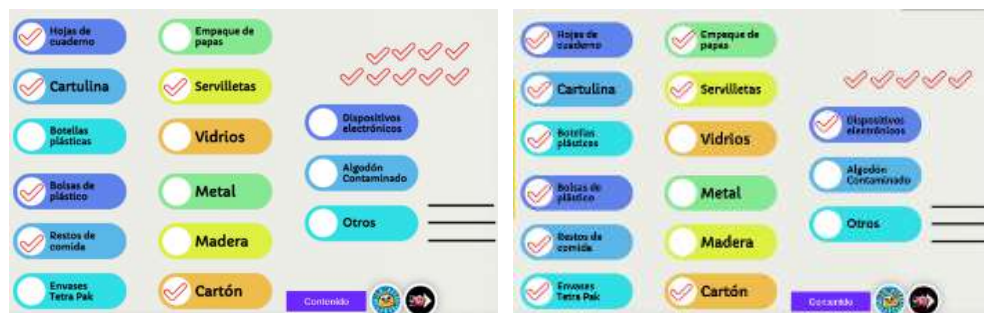 Hojas de
cuaderno
Cartulina
Botellas
plásticas
Bolsas de
plástico
Restos de
comida
Envases
Tetra Pak
Empaque de
papas
Servilletas
Vidrios
Metal
Madera
Cartón
Dispositivos
electrónicos
Algodón
Contaminado
Otros
Contenido
Hojas de
cuaderno
Cartulina
Botellas
plásticas
Bolsas de
plástico
Restos de
comida
Envases
Tetra Pak
Empaque de
papas
Servilletas
Vidrios
Metal
Madera
Cartón
Dispositivos
electrónicos
Algodón
Contaminado
Otros
Contenido